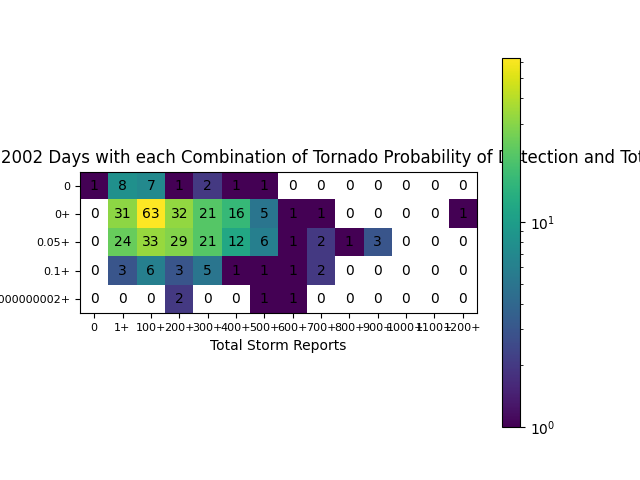 2002 Days with each Combination of Tornado Probability of D tection and Tot
0 1 8 7 1 2 1 1 0 0 0 0 0 0 0
0+ 0 31 63 32 21 16 5 1 1 0 0 0 0 1
0.05+ 0 24 33 29 21 12 6 1 2 1 3 0 0 0
0.1+ 0 3 6 3 5 1 1 1 2 0 0 0 0 0
000000002+ 0 0 0 2 0 0 1 1 0 0 0 0 0 0
0 1+ 100+ 200+ 300+ 400+ 500+ 600+ 700+ 800+ 900+ 1000+ 1100+ 1200+
Total Storm Reports
10^1
10^0